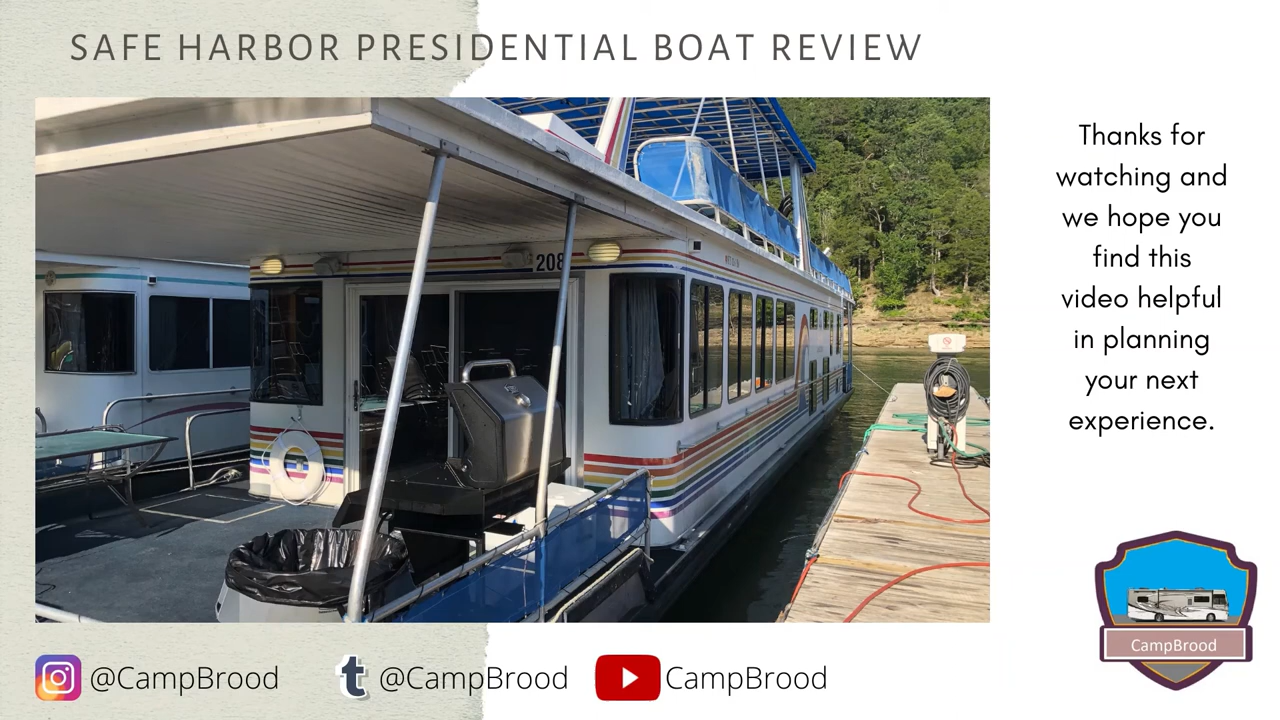 SAFE HARBOR PRESIDENTIAL BOAT REVIEW
208
Thanks for
watching and
we hope you
find this
video helpful
in planning
your next
experience.
CampBrood
@CampBrood
@CampBrood
CampBrood